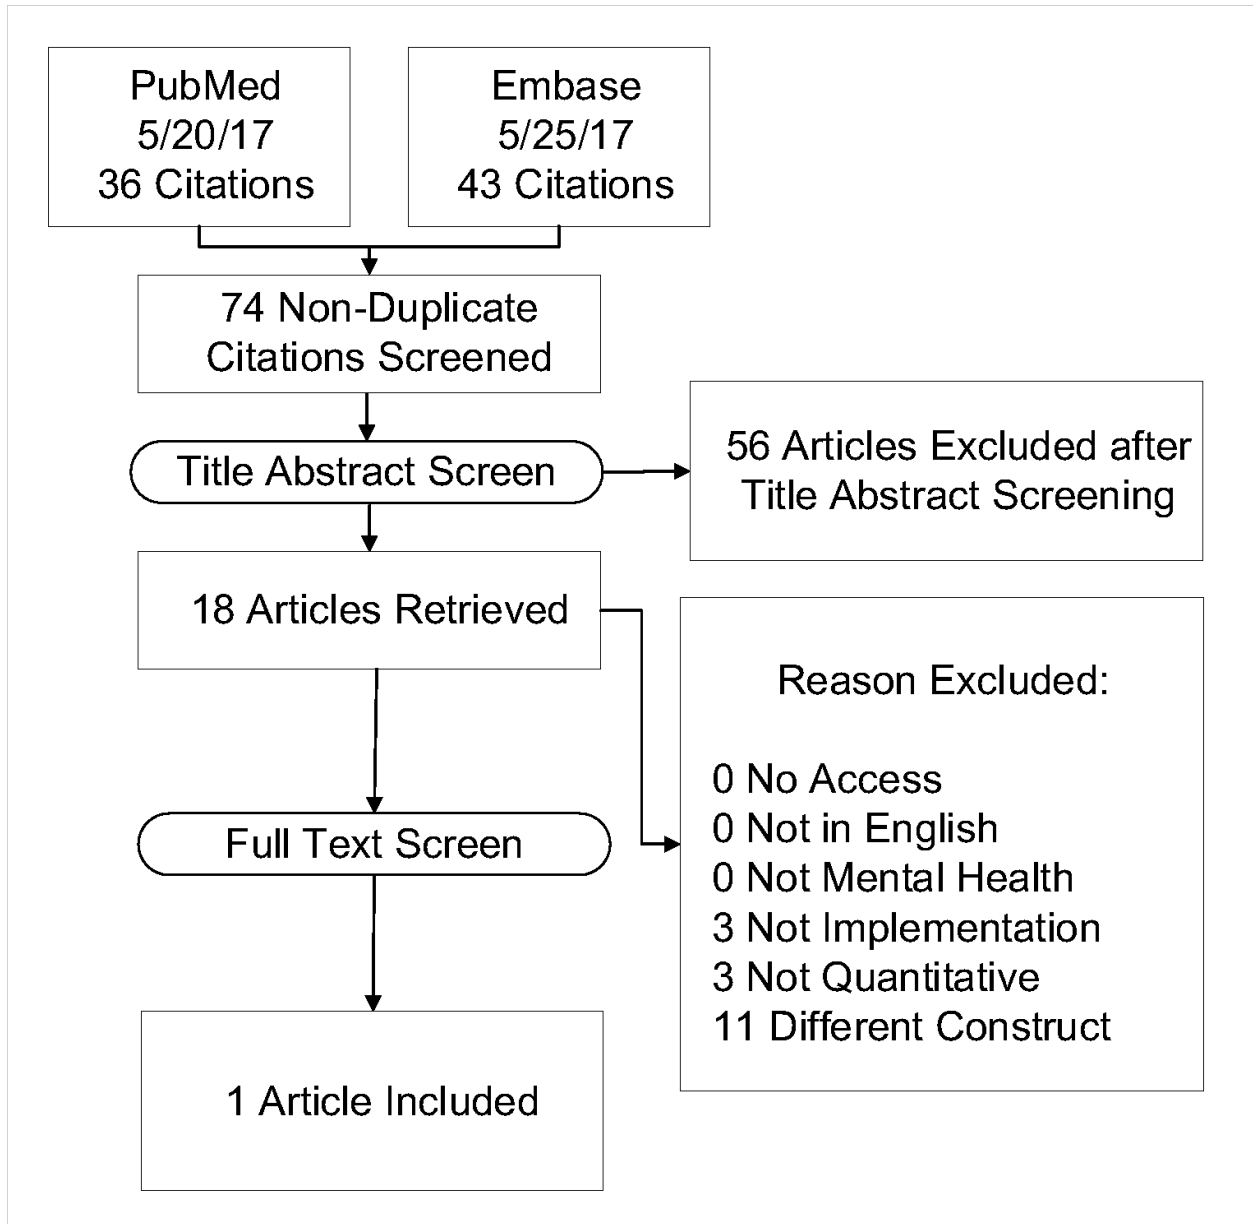 PubMed
5/20/17
36 Citations
Embase
5/25/17
43 Citations
74 Non-Duplicate
Citations Screened
Title Abstract Screen
56 Articles Excluded after
Title Abstract Screening
18 Articles Retrieved
Reason Excluded:
0 No Access
0 Not in English
0 Not Mental Health
3 Not Implementation
3 Not Quantitative
11 Different Construct
Full Text Screen
1 Article Included